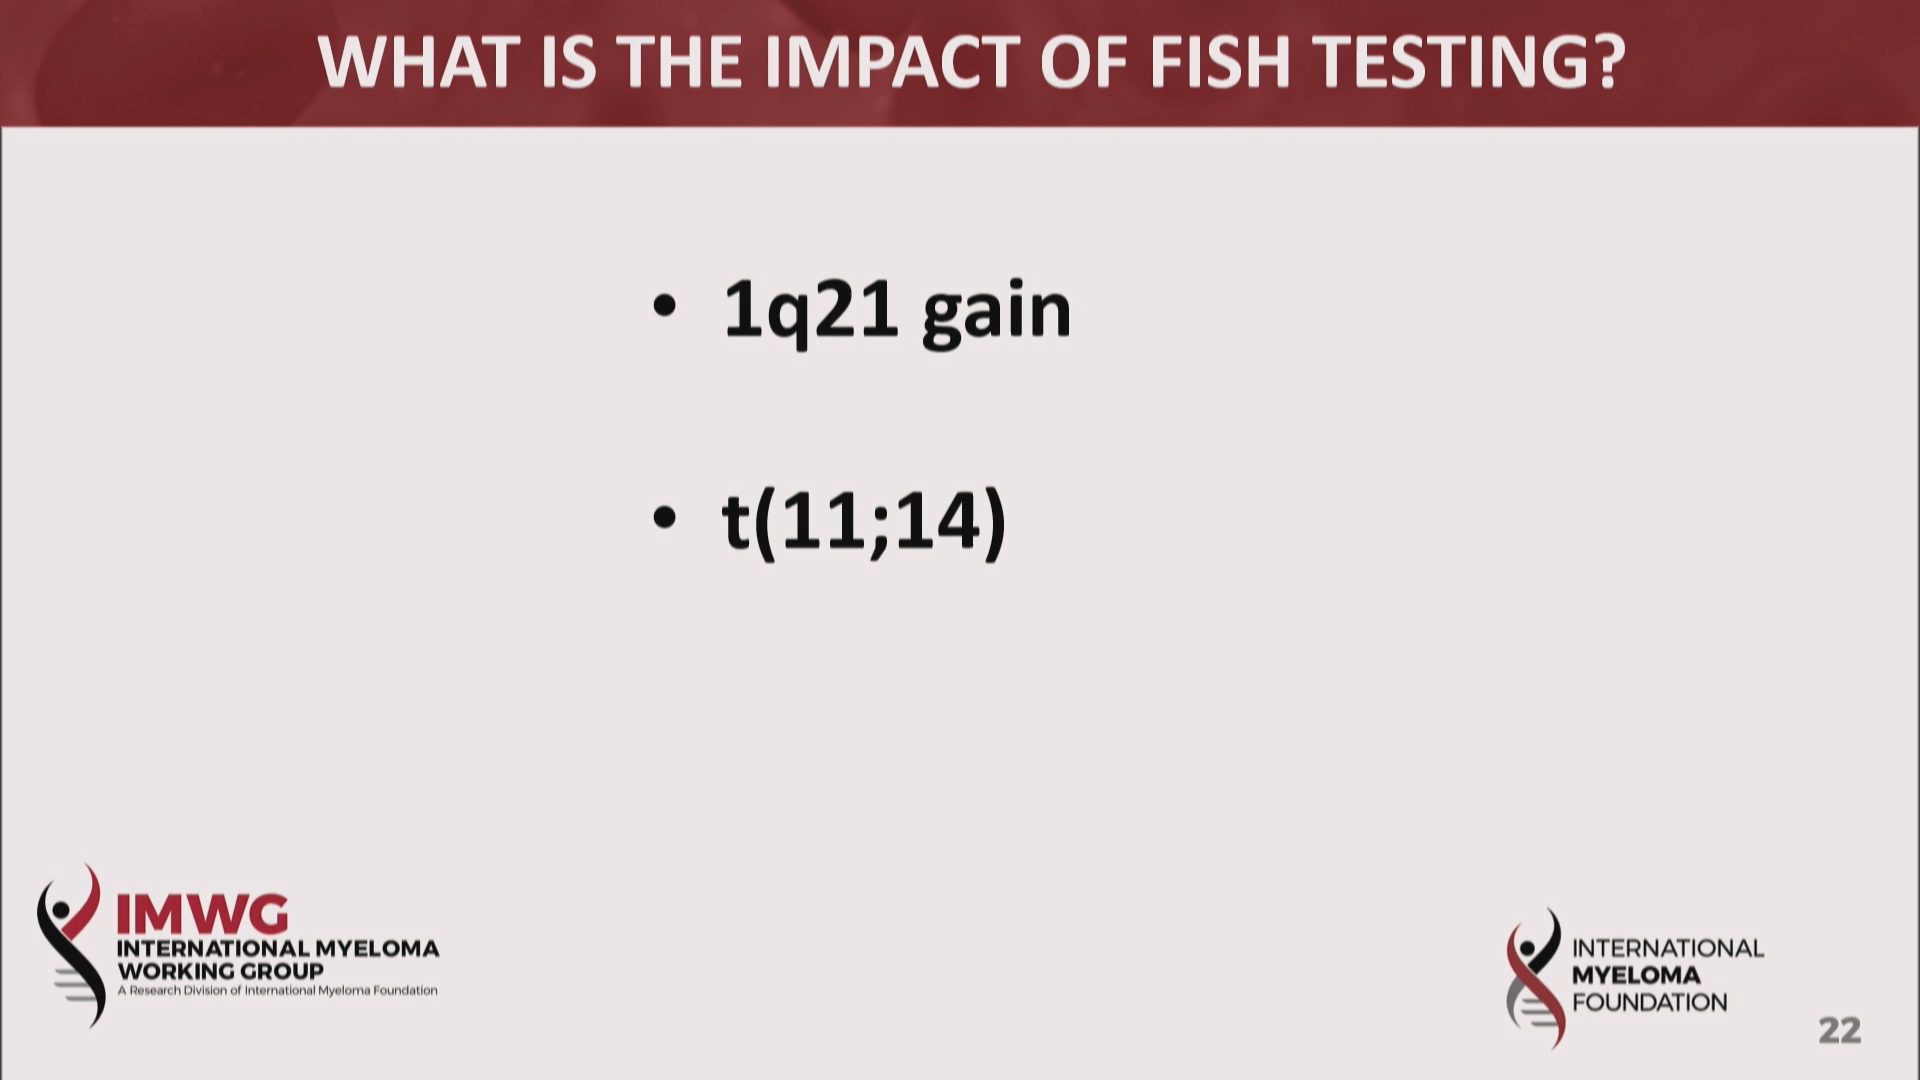 WHAT IS THE IMPACT OF FISH TESTING?
• 1q21 gain
• t(11;14)
IMWG
INTERNATIONAL MYELOMA
WORKING GROUP
A Research Division of International Myeloma Foundation
INTERNATIONAL
MYELOMA
FOUNDATION
22